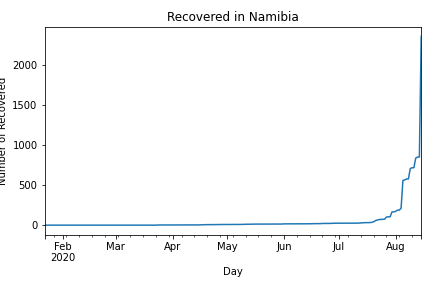 Recovered in Namibia
Number of Recovered
2000
1500
1000
500
0
Feb
2020
Mar
Apr
May
Jun
Jul
Aug
Day